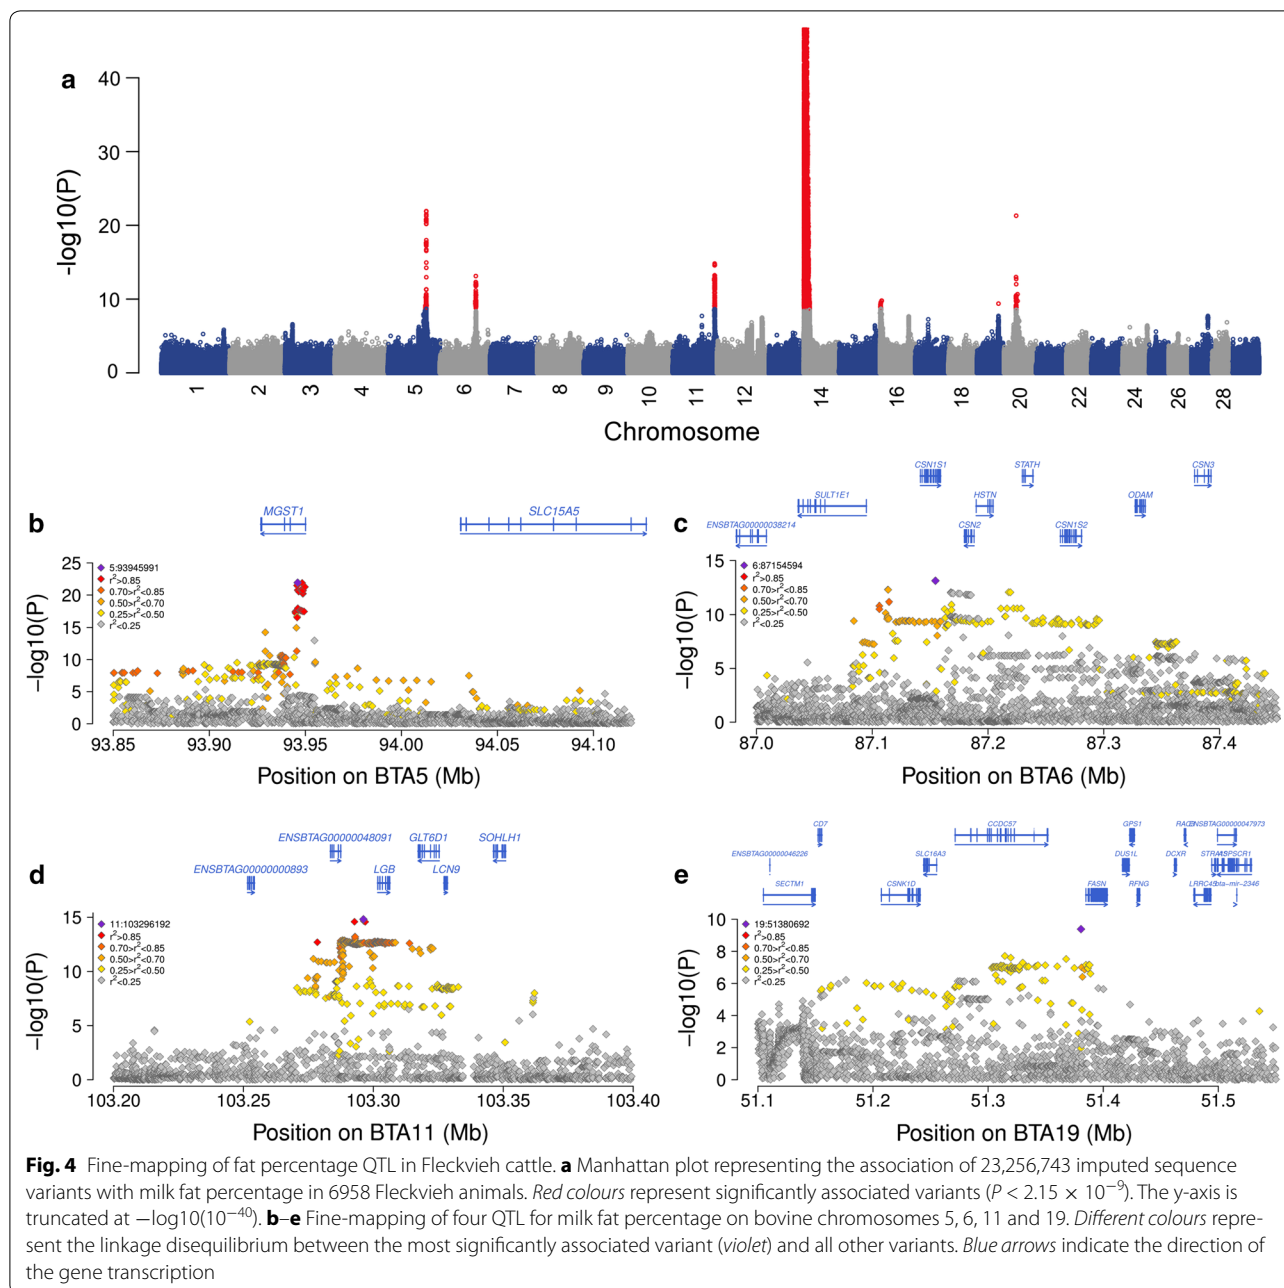 a
40
30
20
10
0
-log10(P)
1 2 3 4 5 6 7 8 9 10 11 12 14 16 18 20 22 24 26 28
Chromosome
b
MGST1
SLC15A5
25
20
15
10
5
0
−log10(P)
5:93945991
r²>0.85
0.70>r²<0.85
0.50>r²<0.70
0.25>r²<0.50
r²<0.25
93.85 93.90 93.95 94.00 94.05 94.10
Position on BTA5 (Mb)
c
CSN1S1
STATH
CSN3
SULT1E1
HSTN
ODAM
ENSBTAG00000038214
CSN2
CSN1S2
15
10
5
0
−log10(P)
6:87154594
r²>0.85
0.70>r²<0.85
0.50>r²<0.70
0.25>r²<0.50
r²<0.25
87.0 87.1 87.2 87.3 87.4
Position on BTA6 (Mb)
d
ENSBTAG00000048091
GLT6D1
SOHLH1
ENSBTAG00000000893
LGB
LCN9
15
10
5
0
−log10(P)
11:103296192
r²>0.85
0.70>r²<0.85
0.50>r²<0.70
0.25>r²<0.50
r²<0.25
103.20 103.25 103.30 103.35 103.40
Position on BTA11 (Mb)
e
CD7
CCDC57
GPS1
ENSBTAG00000047973
ENSBTAG00000046226
SLC16A3
DUS1L
DCXR
ASPSCR1
SECTM1
CSNK1D
FASN
RFNG
LRRC45
bta-mir-2346
10
8
6
4
2
0
−log10(P)
19:51380692
r²>0.85
0.70>r²<0.85
0.50>r²<0.70
0.25>r²<0.50
r²<0.25
51.1 51.2 51.3 51.4 51.5
Position on BTA19 (Mb)
Fig. 4 Fine-mapping of fat percentage QTL in Fleckvieh cattle. a Manhattan plot representing the association of 23,256,743 imputed sequence
variants with milk fat percentage in 6958 Fleckvieh animals. Red colours represent significantly associated variants (P < 2.15 × 10⁻⁹). The y-axis is
truncated at −log10(10⁻⁴⁰). b–e Fine-mapping of four QTL for milk fat percentage on bovine chromosomes 5, 6, 11 and 19. Different colours repre-
sent the linkage disequilibrium between the most significantly associated variant (violet) and all other variants. Blue arrows indicate the direction of
the gene transcription